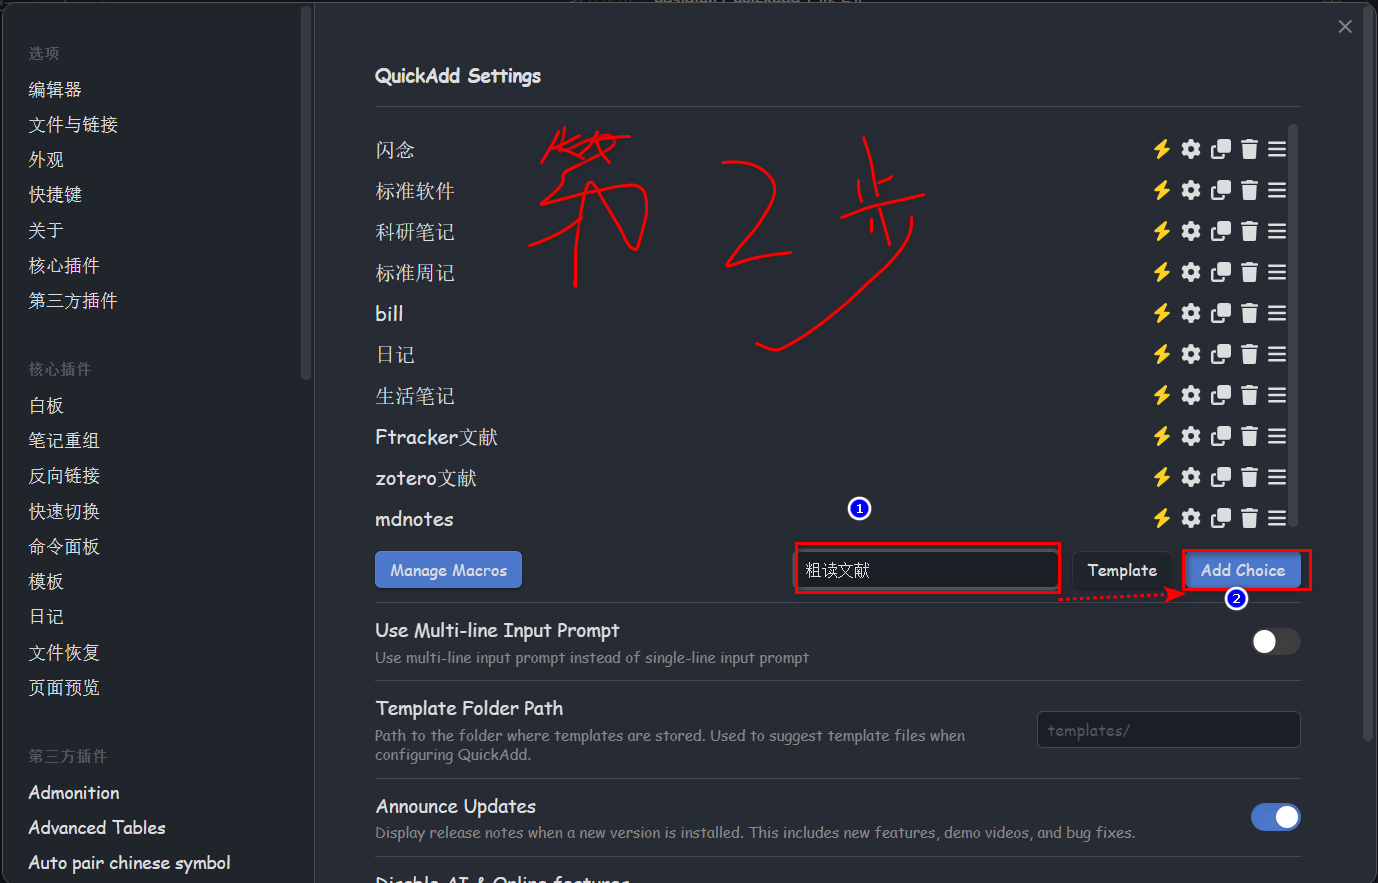 选项
编辑器
文件与链接
外观
快捷键
关于
核心插件
第三方插件
核心插件
白板
笔记重组
反向链接
快速切换
命令面板
模板
日记
文件恢复
页面预览
第三方插件
Admonition
Advanced Tables
Auto pair chinese symbol
QuickAdd Settings
第2步
闪念
标准软件
科研笔记
标准周记
bill
日记
生活笔记
Ftracker文献
zotero文献
mdnotes
1
Manage Macros
粗读文献
Template
Add Choice
2
Use Multi-line Input Prompt
Use multi-line input prompt instead of single-line input prompt
Template Folder Path
Path to the folder where templates are stored. Used to suggest template files when
configuring QuickAdd.
templates/
Announce Updates
Display release notes when a new version is installed. This includes new features, demo videos, and bug fixes.
Disable AI & Online features